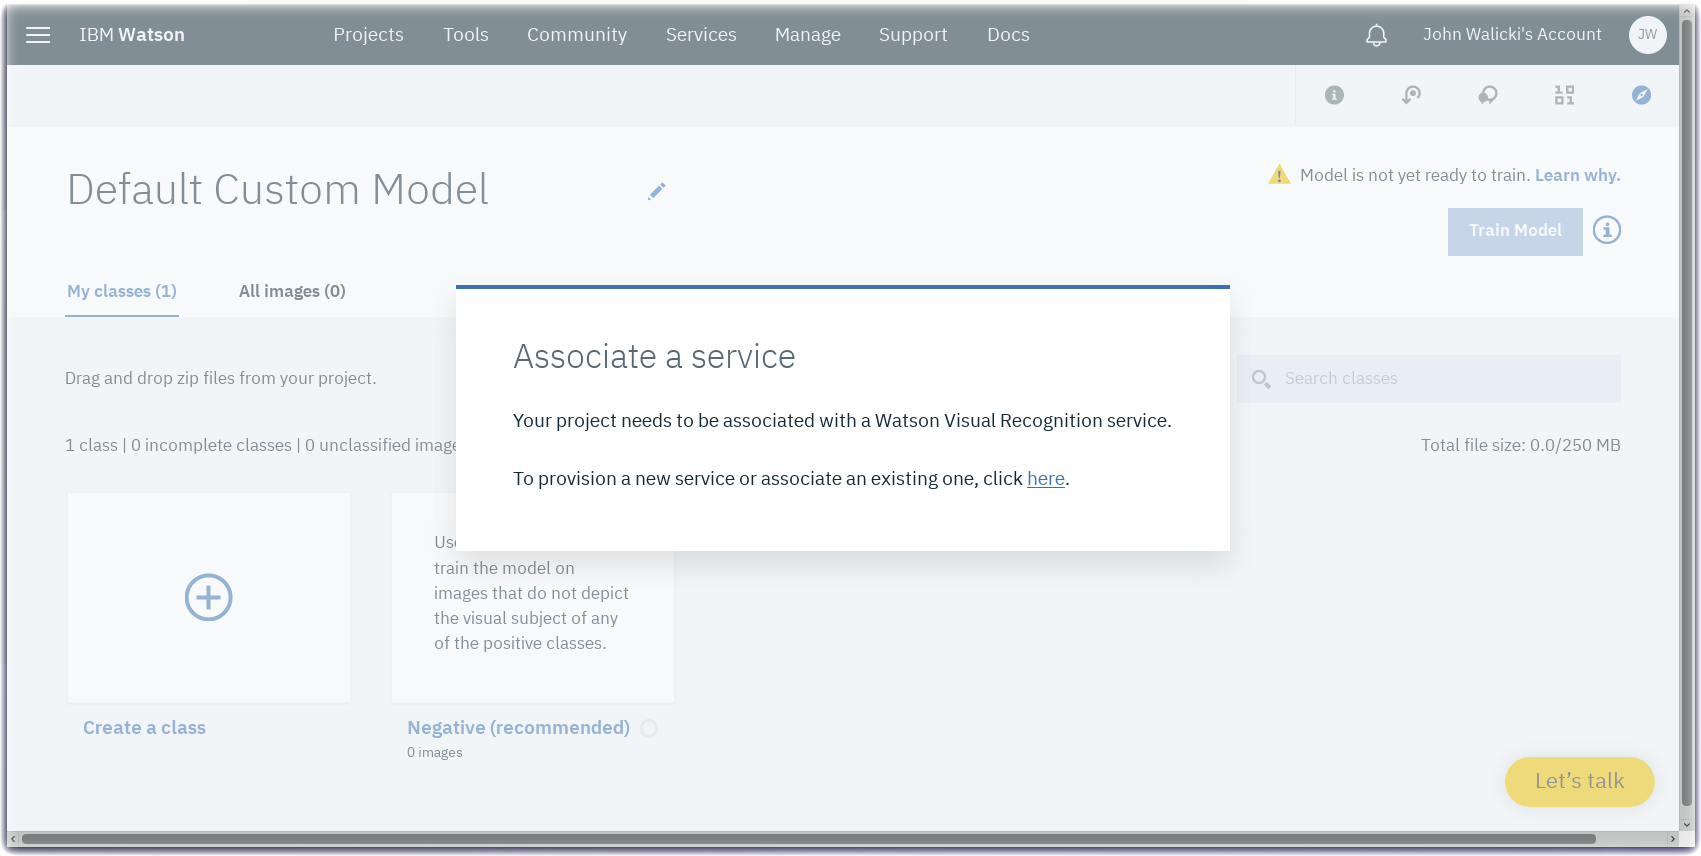 IBM Watson Projects Tools Community Services Manage Support Docs John Walicki's Account JW
Default Custom Model
Model is not yet ready to train. Learn why.
Train Model
My classes (1) All images (0)
Associate a service
Your project needs to be associated with a Watson Visual Recognition service.
To provision a new service or associate an existing one, click here.
Drag and drop zip files from your project.
Search classes
1 class | 0 incomplete classes | 0 unclassified
Total file size: 0.0/250 MB
train the model on
images that do not depict
the visual subject of any
of the positive classes.
Create a class
Negative (recommended)
0 images
Let's talk